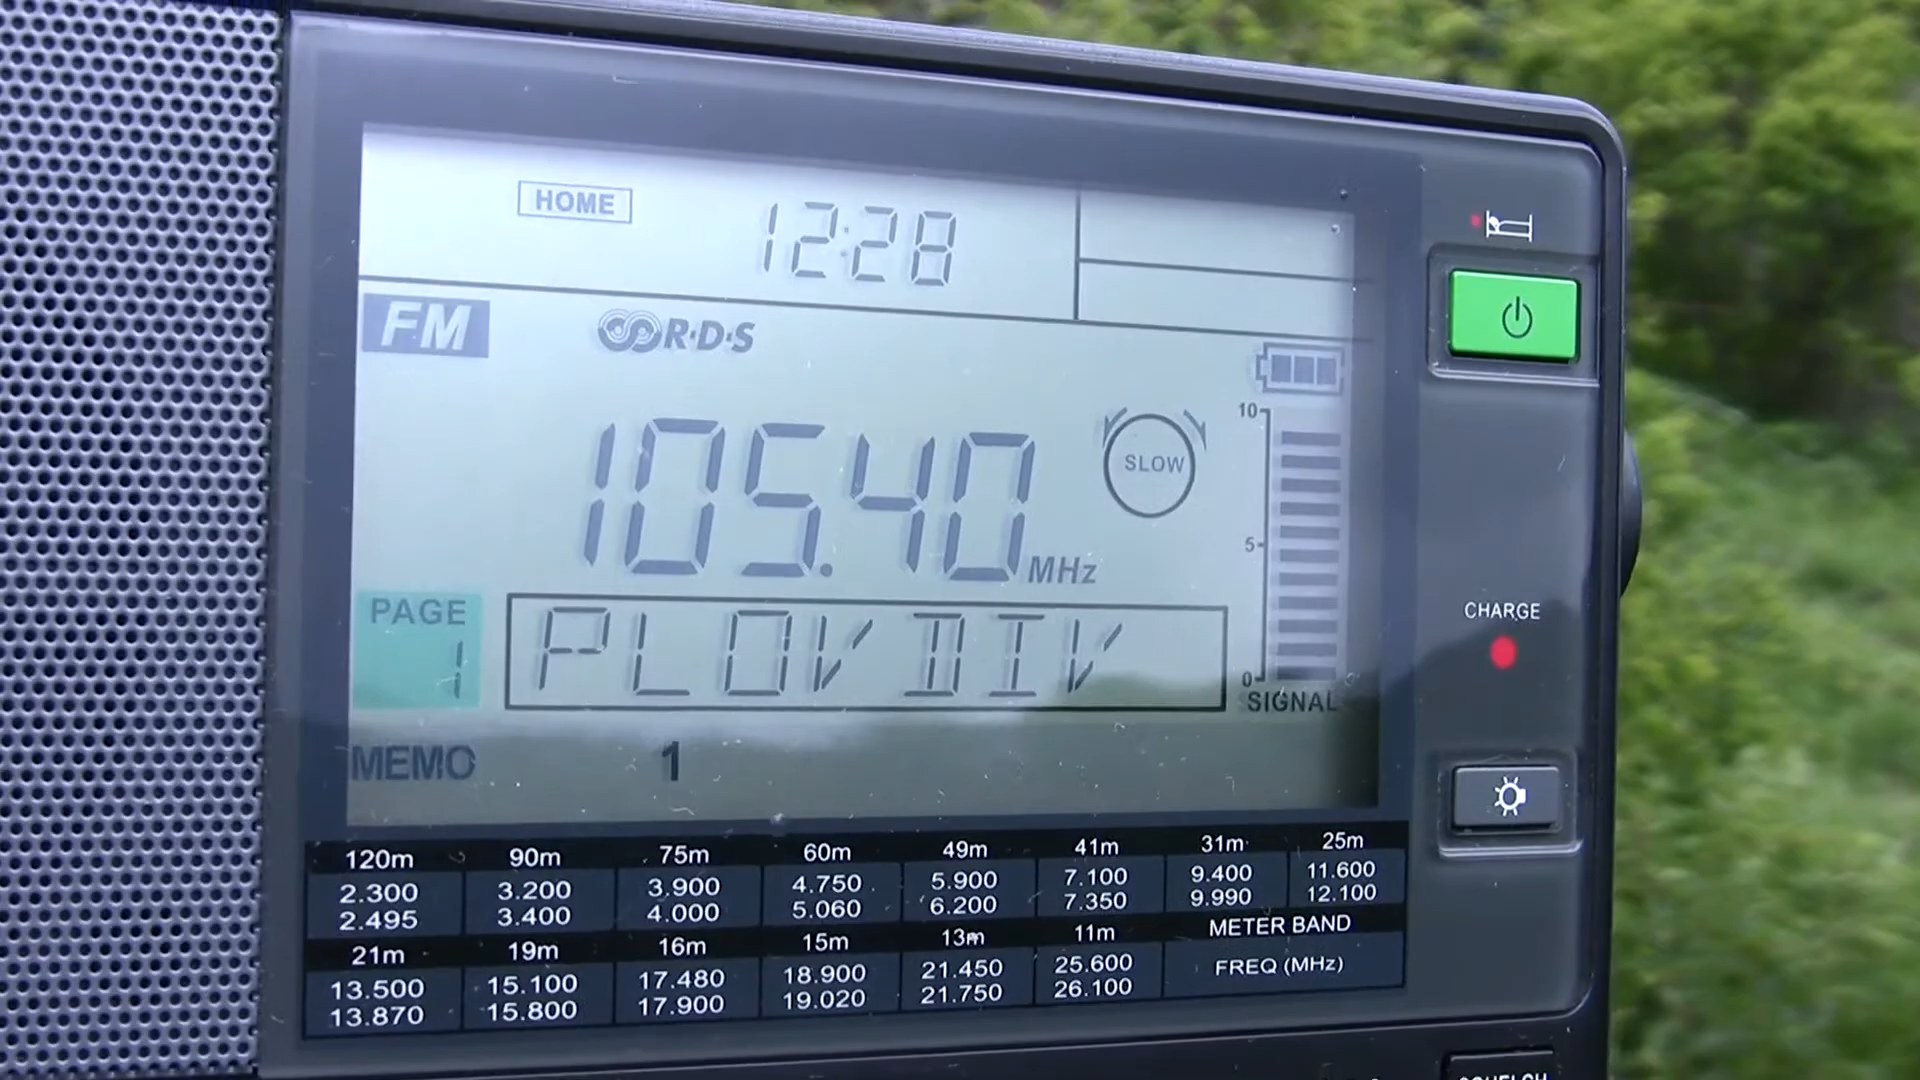 HOME 12:28
FM R·D·S
105.40 MHz
SLOW
10
5
0
SIGNAL
PAGE
1
PLOVDIV
MEMO 1
CHARGE
120m 90m 75m 60m 49m 41m 31m 25m
2.300 3.200 3.900 4.750 5.900 7.100 9.400 11.600
2.495 3.400 4.000 5.060 6.200 7.350 9.990 12.100
21m 19m 16m 15m 13m 11m METER BAND
13.500 15.100 17.480 18.900 21.450 25.600 FREQ (MHz)
13.870 15.800 17.900 19.020 21.750 26.100